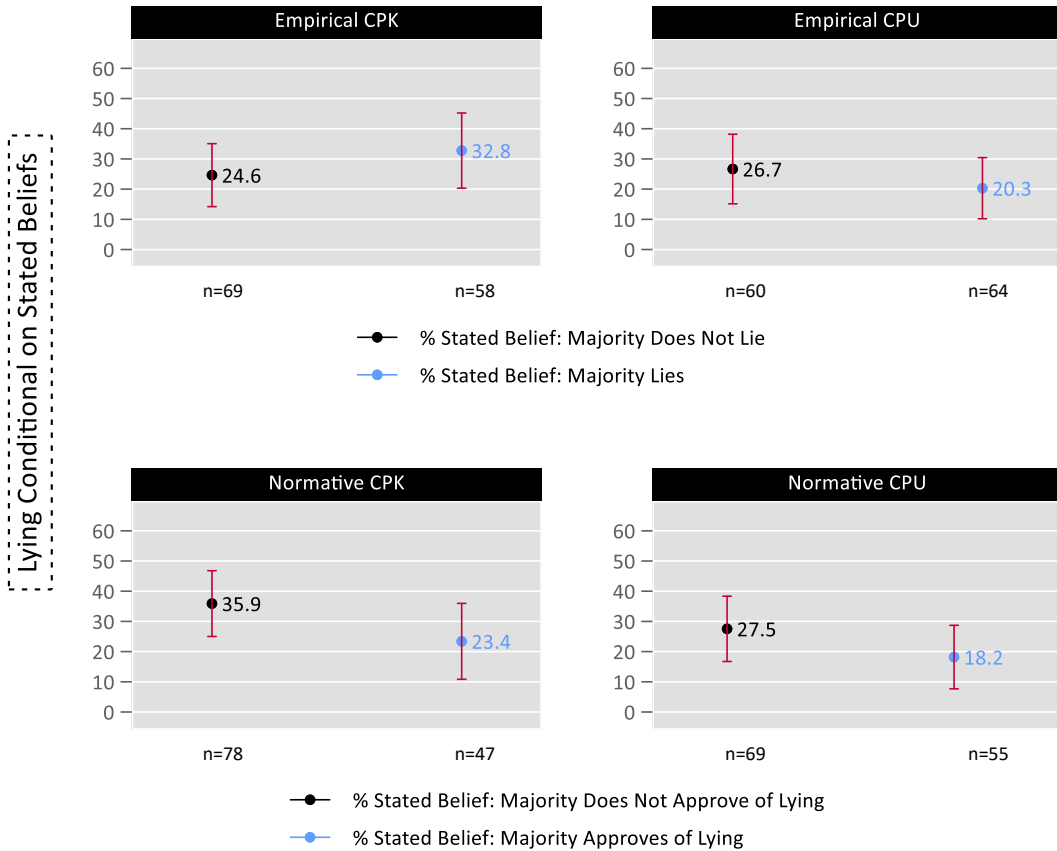 Lying Conditional on Stated Beliefs
Empirical CPK
60
50
40
30
20
10
0
24.6
32.8
n=69
n=58
Empirical CPU
60
50
40
30
20
10
0
26.7
20.3
n=60
n=64
% Stated Belief: Majority Does Not Lie
% Stated Belief: Majority Lies
Normative CPK
60
50
40
30
20
10
0
35.9
23.4
n=78
n=47
Normative CPU
60
50
40
30
20
10
0
27.5
18.2
n=69
n=55
% Stated Belief: Majority Does Not Approve of Lying
% Stated Belief: Majority Approves of Lying